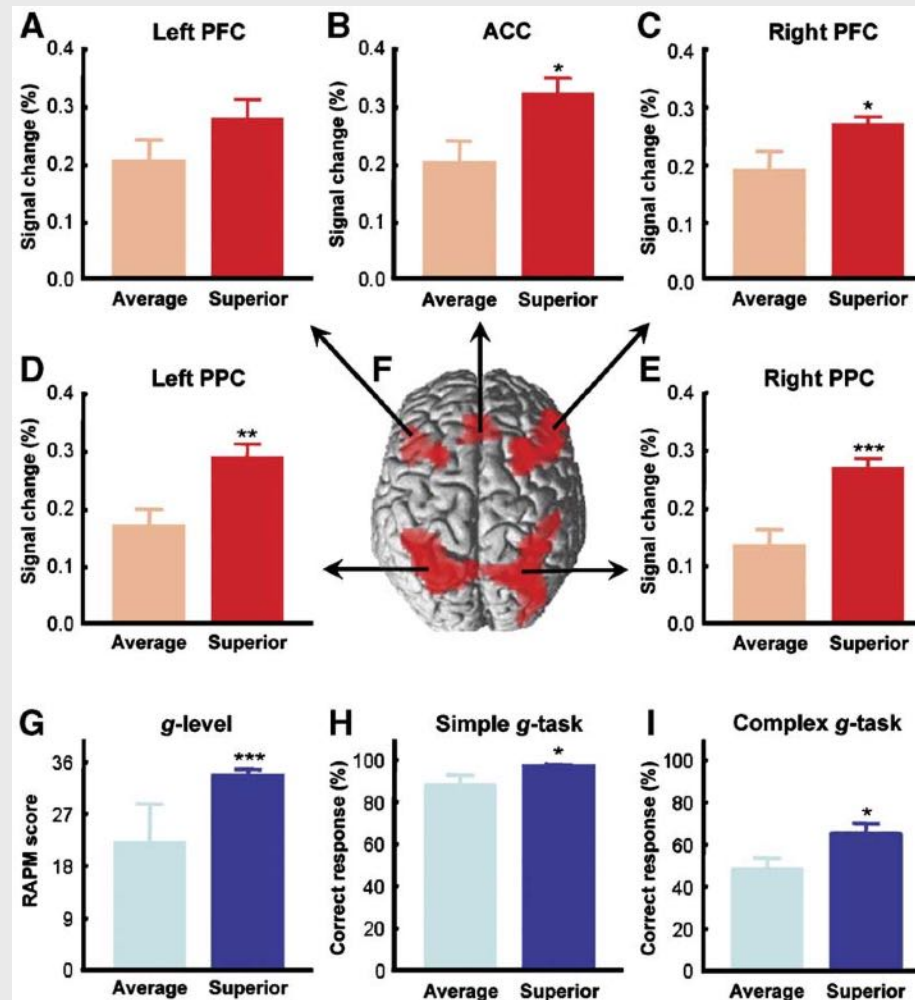 A Left PFC
Signal change (%)
0.4
0.3
0.2
0.1
0.0
Average Superior
B ACC
Signal change (%)
0.4
0.3
0.2
0.1
0.0
*
Average Superior
C Right PFC
Signal change (%)
0.4
0.3
0.2
0.1
0.0
*
Average Superior
D Left PPC
Signal change (%)
0.4
0.3
0.2
0.1
0.0
**
Average Superior
F
E Right PPC
Signal change (%)
0.4
0.3
0.2
0.1
0.0
***
Average Superior
G g-level
RAPM score
36
27
18
9
0
***
Average Superior
H Simple g-task
Correct response (%)
100
80
60
40
20
0
*
Average Superior
I Complex g-task
Correct response (%)
100
80
60
40
20
0
*
Average Superior